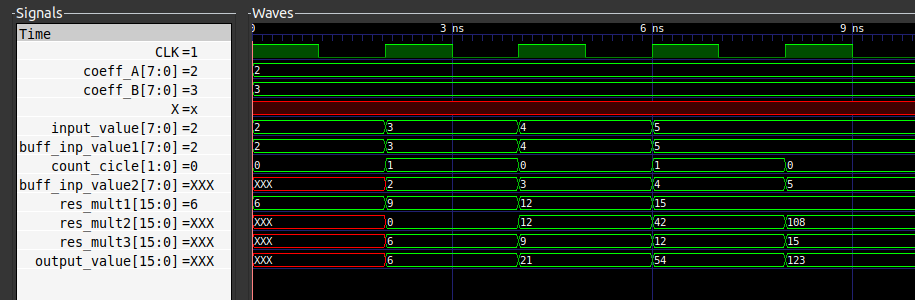 Signals Waves
Time 0 3 ns 6 ns 9 ns
CLK =1
coeff_A[7:0] =2 2
coeff_B[7:0] =3 3
X =x
input_value[7:0] =2 2 3 4 5
buff_inp_value1[7:0] =2 2 3 4 5
count_cicle[1:0] =0 0 1 0 1 0
buff_inp_value2[7:0] =XXX XXX 2 3 4 5
res_mult1[15:0] =6 6 9 12 15
res_mult2[15:0] =XXX XXX 0 12 42 108
res_mult3[15:0] =XXX XXX 6 9 12 15
output_value[15:0] =XXX XXX 6 21 54 123